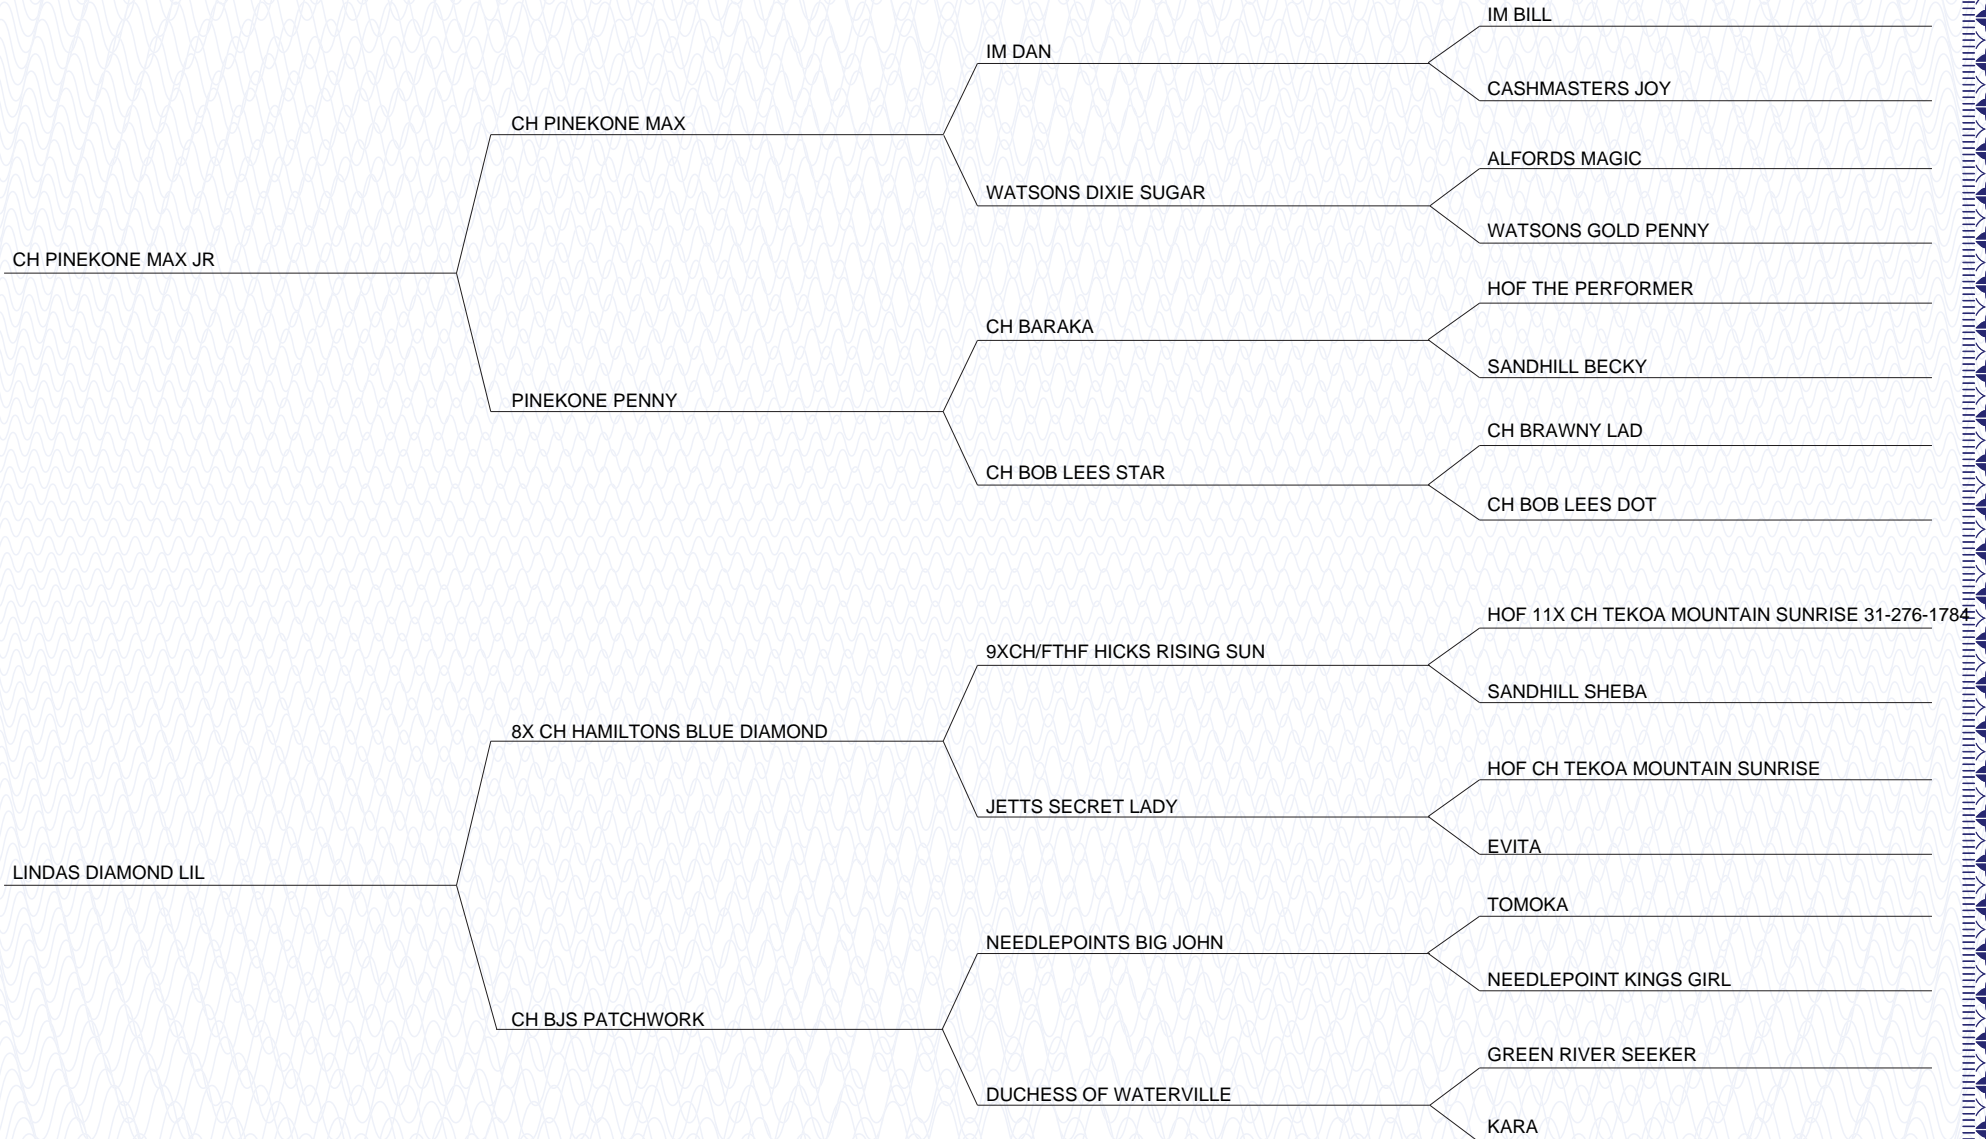 IM BILL
IM DAN
CASHMASTERS JOY
CH PINEKONE MAX
ALFORDS MAGIC
WATSONS DIXIE SUGAR
WATSONS GOLD PENNY
CH PINEKONE MAX JR
HOF THE PERFORMER
CH BARAKA
SANDHILL BECKY
PINEKONE PENNY
CH BRAWNY LAD
CH BOB LEES STAR
CH BOB LEES DOT
HOF 11X CH TEKOA MOUNTAIN SUNRISE 31-276-1784
9XCH/FTHF HICKS RISING SUN
SANDHILL SHEBA
8X CH HAMILTONS BLUE DIAMOND
HOF CH TEKOA MOUNTAIN SUNRISE
JETTS SECRET LADY
EVITA
LINDAS DIAMOND LIL
TOMOKA
NEEDLEPOINTS BIG JOHN
NEEDLEPOINT KINGS GIRL
CH BJS PATCHWORK
GREEN RIVER SEEKER
DUCHESS OF WATERVILLE
KARA